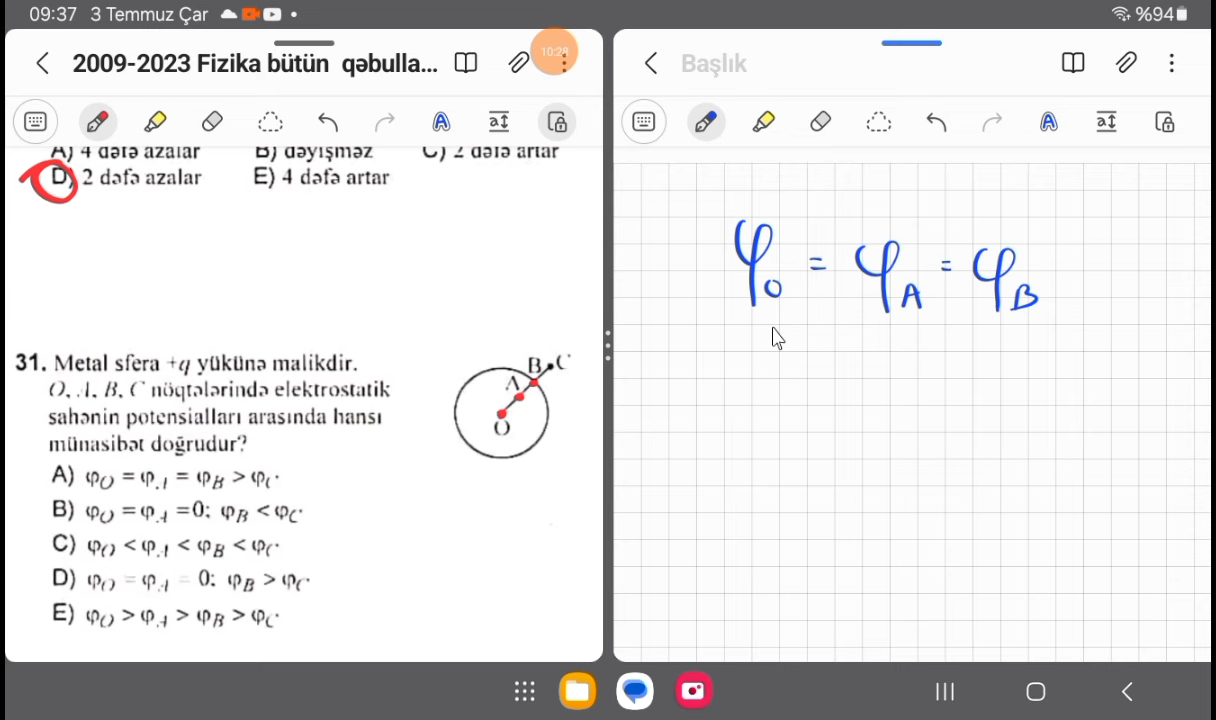 09:37 3 Temmuz Çar %94
2009-2023 Fizika bütün qəbulla... 10:28
Başlık
A) 4 dəfə azalar B) dəyişməz C) 2 dəfə artar
D) 2 dəfə azalar E) 4 dəfə artar
31. Metal sfera +q yükünə malikdir.
O, A, B, C nöqtələrində elektrostatik
sahənin potensialları arasında hansı
münasibət doğrudur?
A) φO = φA = φB > φC
B) φO = φA = 0; φB < φC
C) φO < φA < φB < φC
D) φO = φA = 0; φB > φC
E) φO > φA > φB > φC
B C
A
O
φO = φA = φB